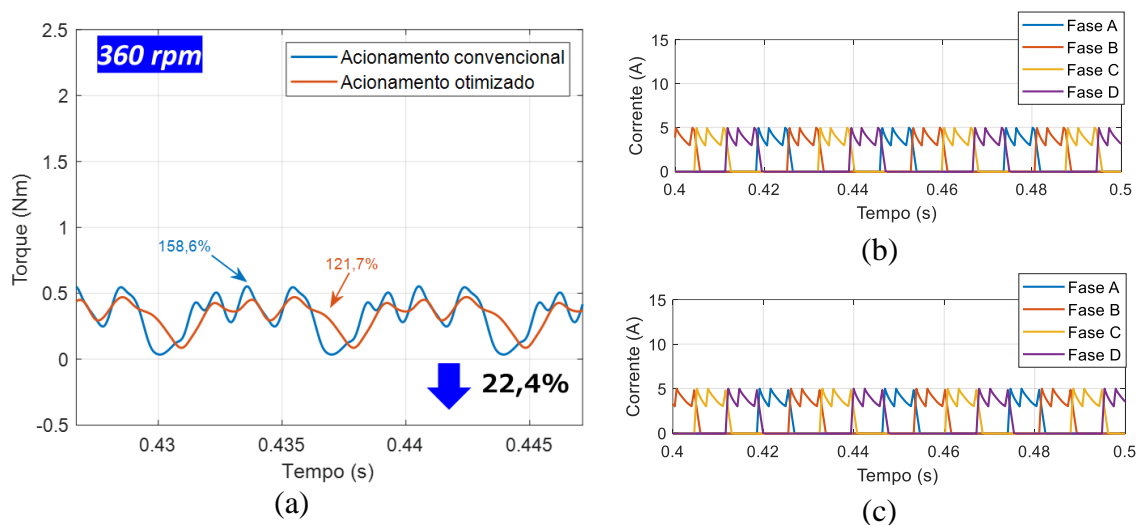 360 rpm
Acionamento convencional
Acionamento otimizado
2.5
2
1.5
1
0.5
0
-0.5
Torque (Nm)
158,6%
121,7%
22,4%
0.43
0.435
0.44
0.445
Tempo (s)
(a)
Fase A
Fase B
Fase C
Fase D
15
10
5
0
Corrente (A)
0.4
0.42
0.44
0.46
0.48
0.5
Tempo (s)
(b)
Fase A
Fase B
Fase C
Fase D
15
10
5
0
Corrente (A)
0.4
0.42
0.44
0.46
0.48
0.5
Tempo (s)
(c)